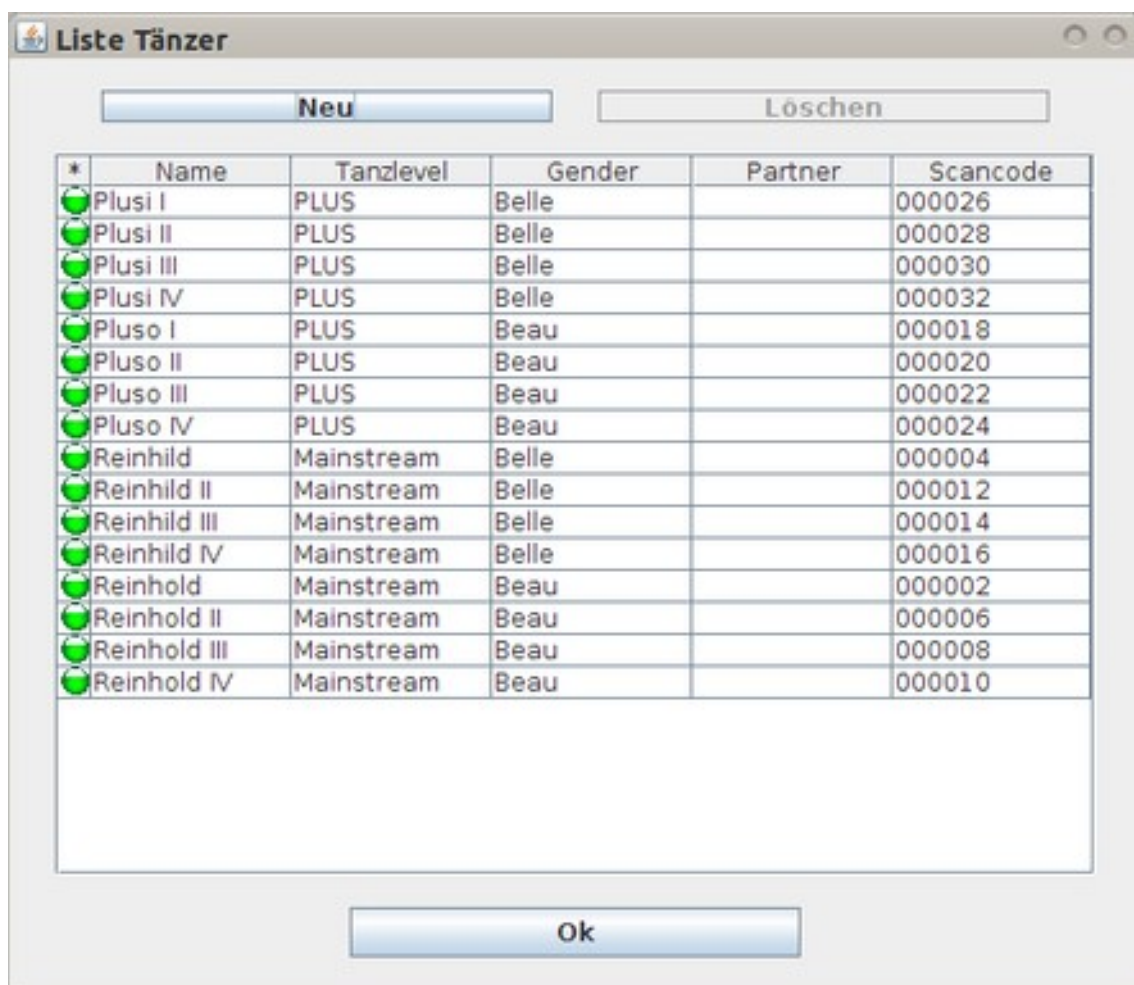 Liste Tänzer
Neu Löschen
* Name Tanzlevel Gender Partner Scancode
Plusi I PLUS Belle 000026
Plusi II PLUS Belle 000028
Plusi III PLUS Belle 000030
Plusi IV PLUS Belle 000032
Pluso I PLUS Beau 000018
Pluso II PLUS Beau 000020
Pluso III PLUS Beau 000022
Pluso IV PLUS Beau 000024
Reinhild Mainstream Belle 000004
Reinhild II Mainstream Belle 000012
Reinhild III Mainstream Belle 000014
Reinhild IV Mainstream Belle 000016
Reinhold Mainstream Beau 000002
Reinhold II Mainstream Beau 000006
Reinhold III Mainstream Beau 000008
Reinhold IV Mainstream Beau 000010
Ok